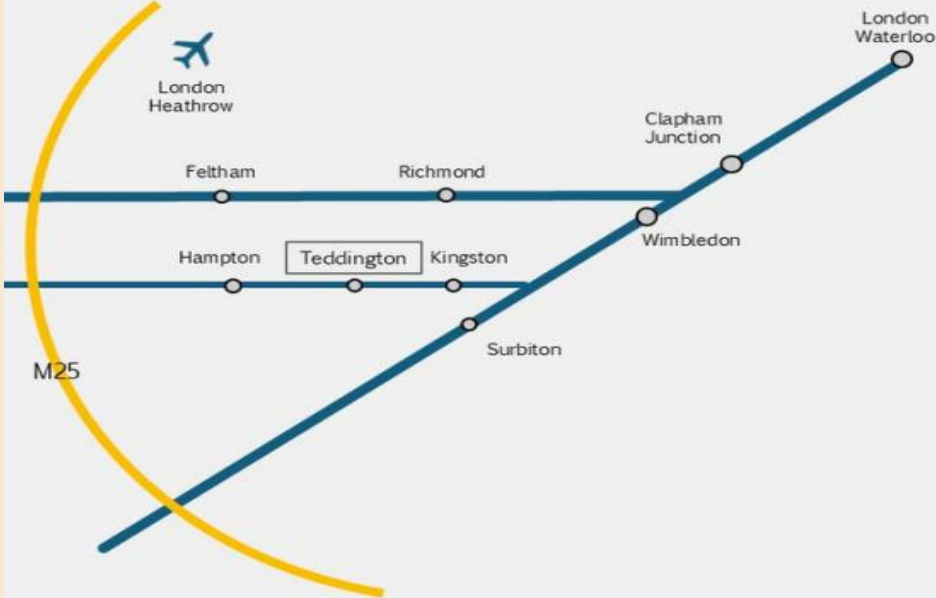 London
Waterloo
London
Heathrow
Clapham
Junction
Feltham
Richmond
Wimbledon
Hampton
Teddington
Kingston
Surbiton
M25